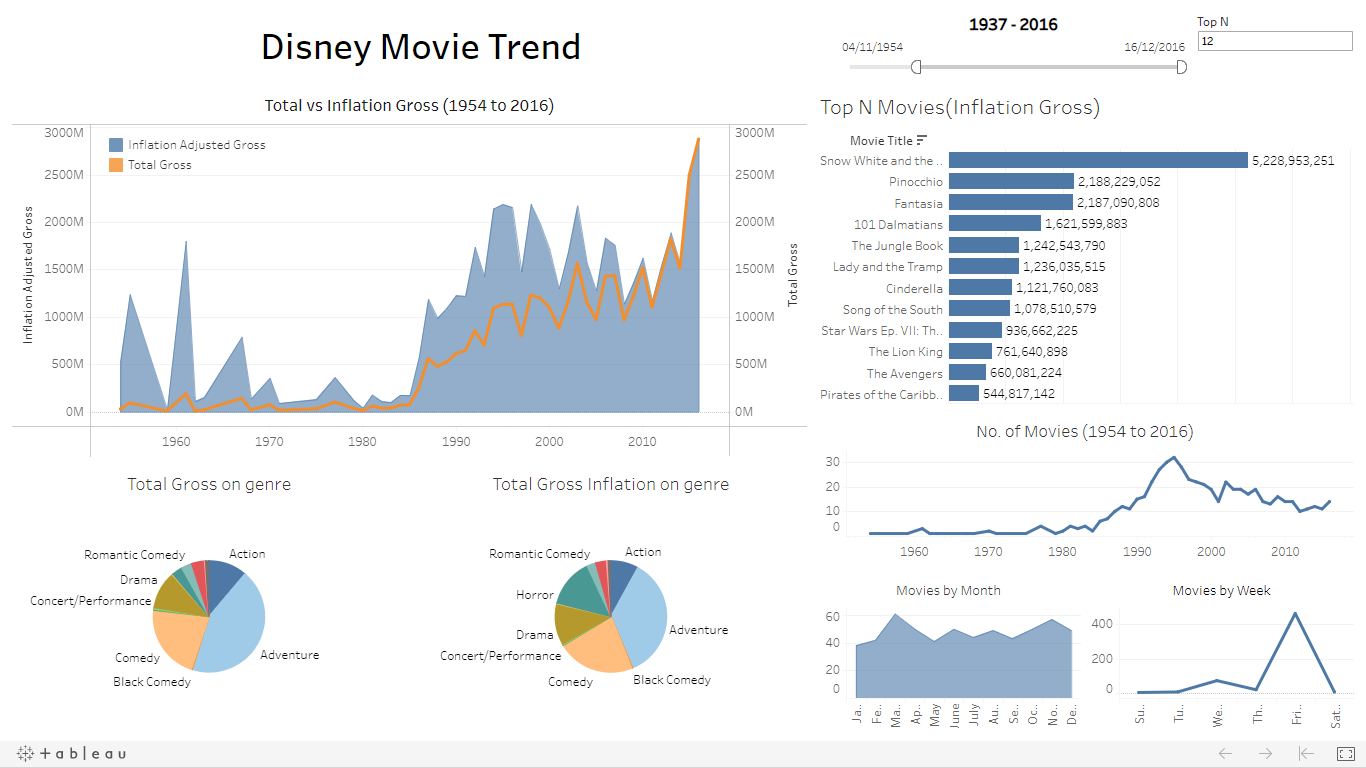 Disney Movie Trend
1937 - 2016
04/11/1954
16/12/2016
Top N
12
Total vs Inflation Gross (1954 to 2016)
3000M
2500M
2000M
1500M
1000M
500M
0M
Inflation Adjusted Gross
Inflation Adjusted Gross
Total Gross
3000M
2500M
2000M
1500M
1000M
500M
0M
Total Gross
1960 1970 1980 1990 2000 2010
Top N Movies(Inflation Gross)
Movie Title
Snow White and the .. 5,228,953,251
Pinocchio 2,188,229,052
Fantasia 2,187,090,808
101 Dalmatians 1,621,599,883
The Jungle Book 1,242,543,790
Lady and the Tramp 1,236,035,515
Cinderella 1,121,760,083
Song of the South 1,078,510,579
Star Wars Ep. VII: Th.. 936,662,225
The Lion King 761,640,898
The Avengers 660,081,224
Pirates of the Caribb.. 544,817,142
No. of Movies (1954 to 2016)
30
20
10
0
1960 1970 1980 1990 2000 2010
Total Gross on genre
Romantic Comedy
Action
Drama
Concert/Performance
Adventure
Comedy
Black Comedy
Total Gross Inflation on genre
Romantic Comedy
Action
Horror
Adventure
Drama
Concert/Performance
Black Comedy
Comedy
Movies by Month
60
40
20
0
Ja.. Fe.. Ma.. Ap.. May June July Au.. Se.. Oc.. No.. De..
Movies by Week
400
200
0
Su.. Tu.. We.. Th.. Fri.. Sat..
+ a b | e a u